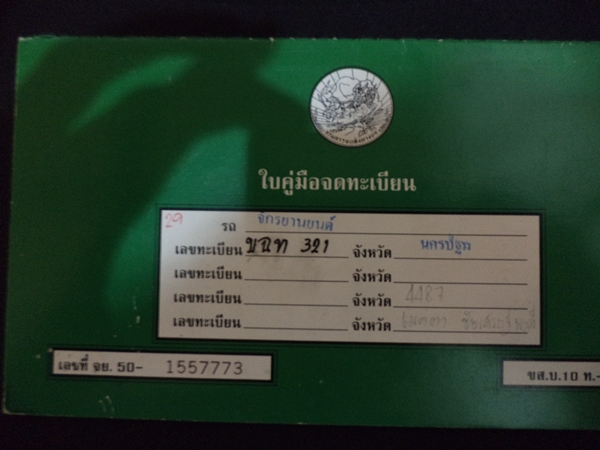 ใบคู่มือจดทะเบียน
29
รถ จักรยานยนต์
เลขทะเบียน ขฉท 321 จังหวัด นครปฐม
เลขทะเบียน จังหวัด
เลขทะเบียน จังหวัด 4487
เลขทะเบียน จังหวัด
เลขที่ จย. 50- 1557773
ขส.บ.10 ท.-